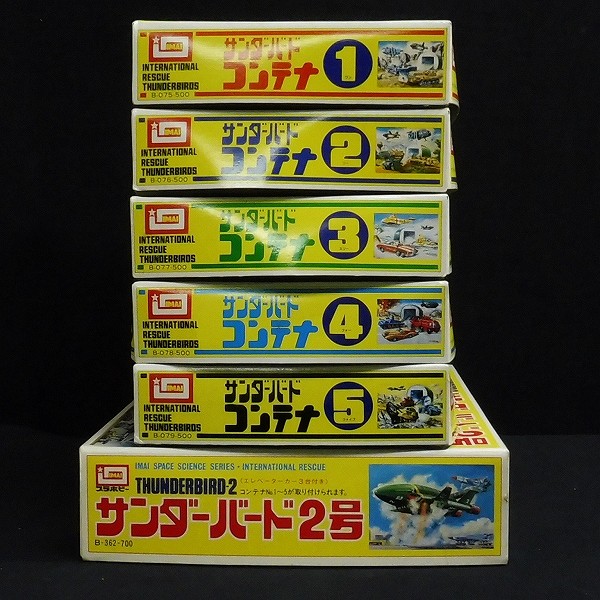 IMAI
INTERNATIONAL
RESCUE
THUNDERBIRDS
B-075-500
サンダーバード
コンテナ
1
IMAI
INTERNATIONAL
RESCUE
THUNDERBIRDS
B-076-500
サンダーバード
コンテナ
2
IMAI
INTERNATIONAL
RESCUE
THUNDERBIRDS
B-077-500
サンダーバード
コンテナ
3
IMAI
INTERNATIONAL
RESCUE
THUNDERBIRDS
B-078-500
サンダーバード
コンテナ
4
IMAI
INTERNATIONAL
RESCUE
THUNDERBIRDS
B-079-500
サンダーバード
コンテナ
5
IMAI
プラホビー
IMAI SPACE SCIENCE SERIES・INTERNATIONAL RESCUE
THUNDERBIRD-2
(エレベーターカー3台付き)
コンテナNo.1~5が取り付けられます。
サンダーバード2号
B-362-700